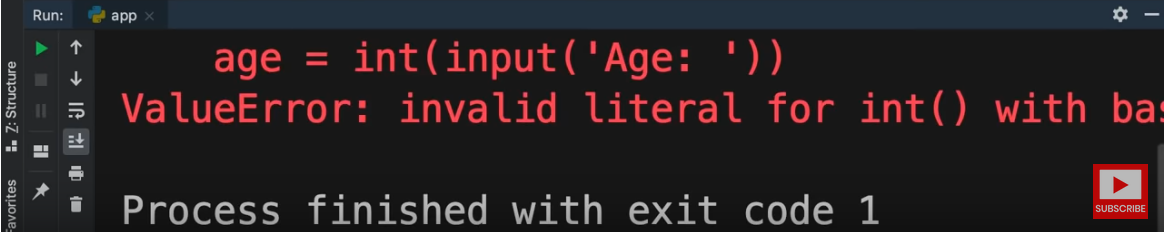 Run: app
age = int(input('Age: '))
ValueError: invalid literal for int() with bas
Process finished with exit code 1
Z: Structure
Favorites
SUBSCRIBE